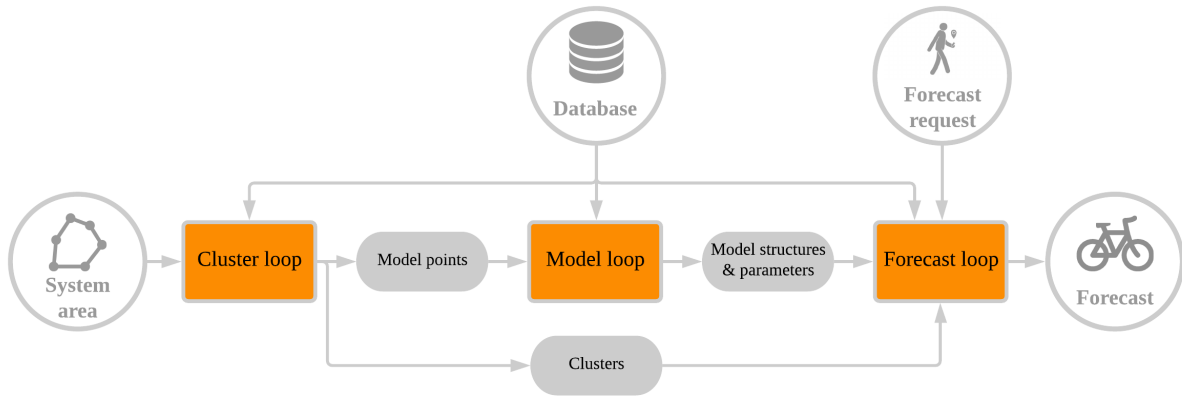 Database
Forecast
request
System
area
Cluster loop
Model points
Model loop
Model structures
& parameters
Forecast loop
Forecast
Clusters